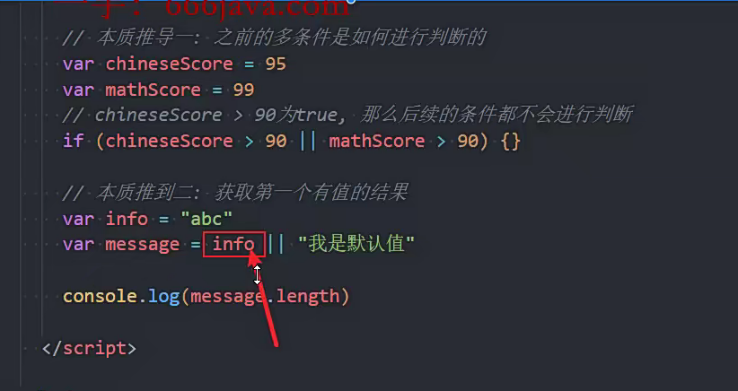 666java.com
// 本质推导一: 之前的多条件是如何进行判断的
var chineseScore = 95
var mathScore = 99
// chineseScore > 90为true, 那么后续的条件都不会进行判断
if (chineseScore > 90 || mathScore > 90) {}
// 本质推到二: 获取第一个有值的结果
var info = "abc"
var message = info || "我是默认值"
console.log(message.length)
</script>